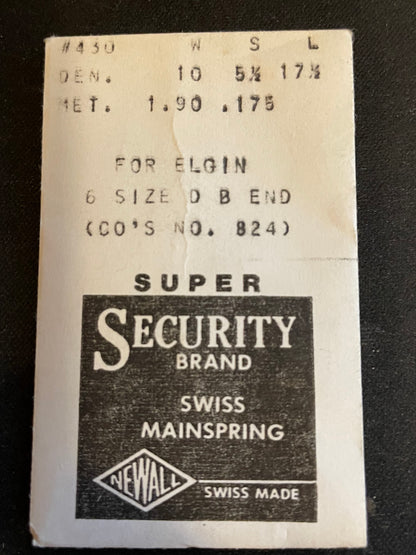 #430 W S L
DEN. 10 5½ 17½
MET. 1.90 .175
FOR ELGIN
6 SIZE D B END
(CO'S NO. 824)
SUPER
SECURITY
BRAND
SWISS
MAINSPRING
NEWALL
SWISS MADE